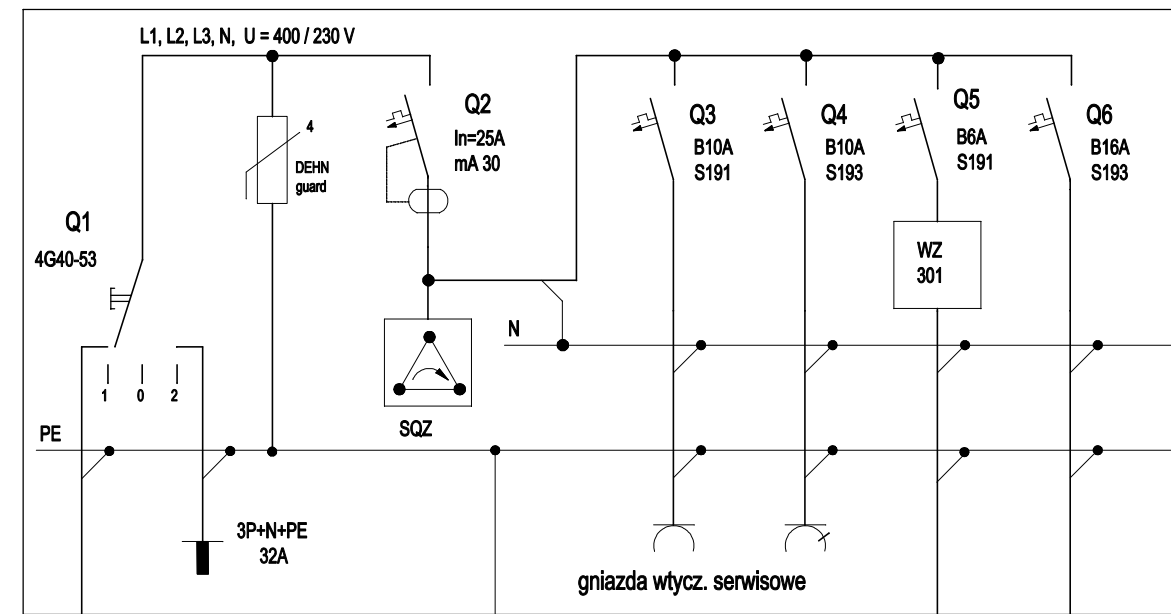 L1, L2, L3, N,  U = 400 / 230 V
Q1
4G40-53
1 0 2
4
DEHN
guard
Q2
In=25A
mA 30
SQZ
N
PE
3P+N+PE
32A
Q3
B10A
S191
Q4
B10A
S193
Q5
B6A
S191
WZ
301
Q6
B16A
S193
gniazda wtycz. serwisowe